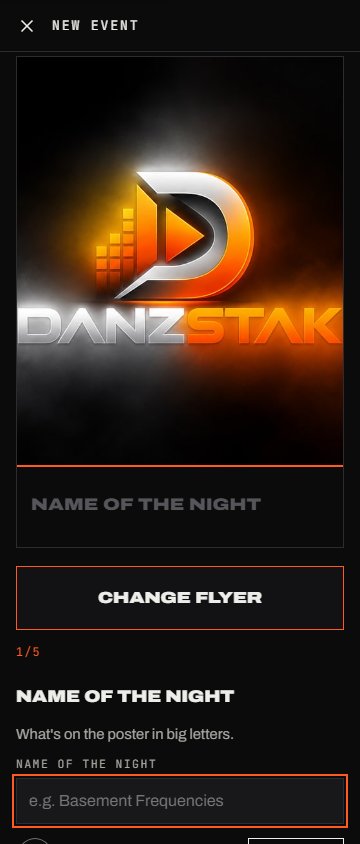 NEW EVENT
DANZSTAK
NAME OF THE NIGHT
CHANGE FLYER
1/5
NAME OF THE NIGHT
What's on the poster in big letters.
NAME OF THE NIGHT
e.g. Basement Frequencies